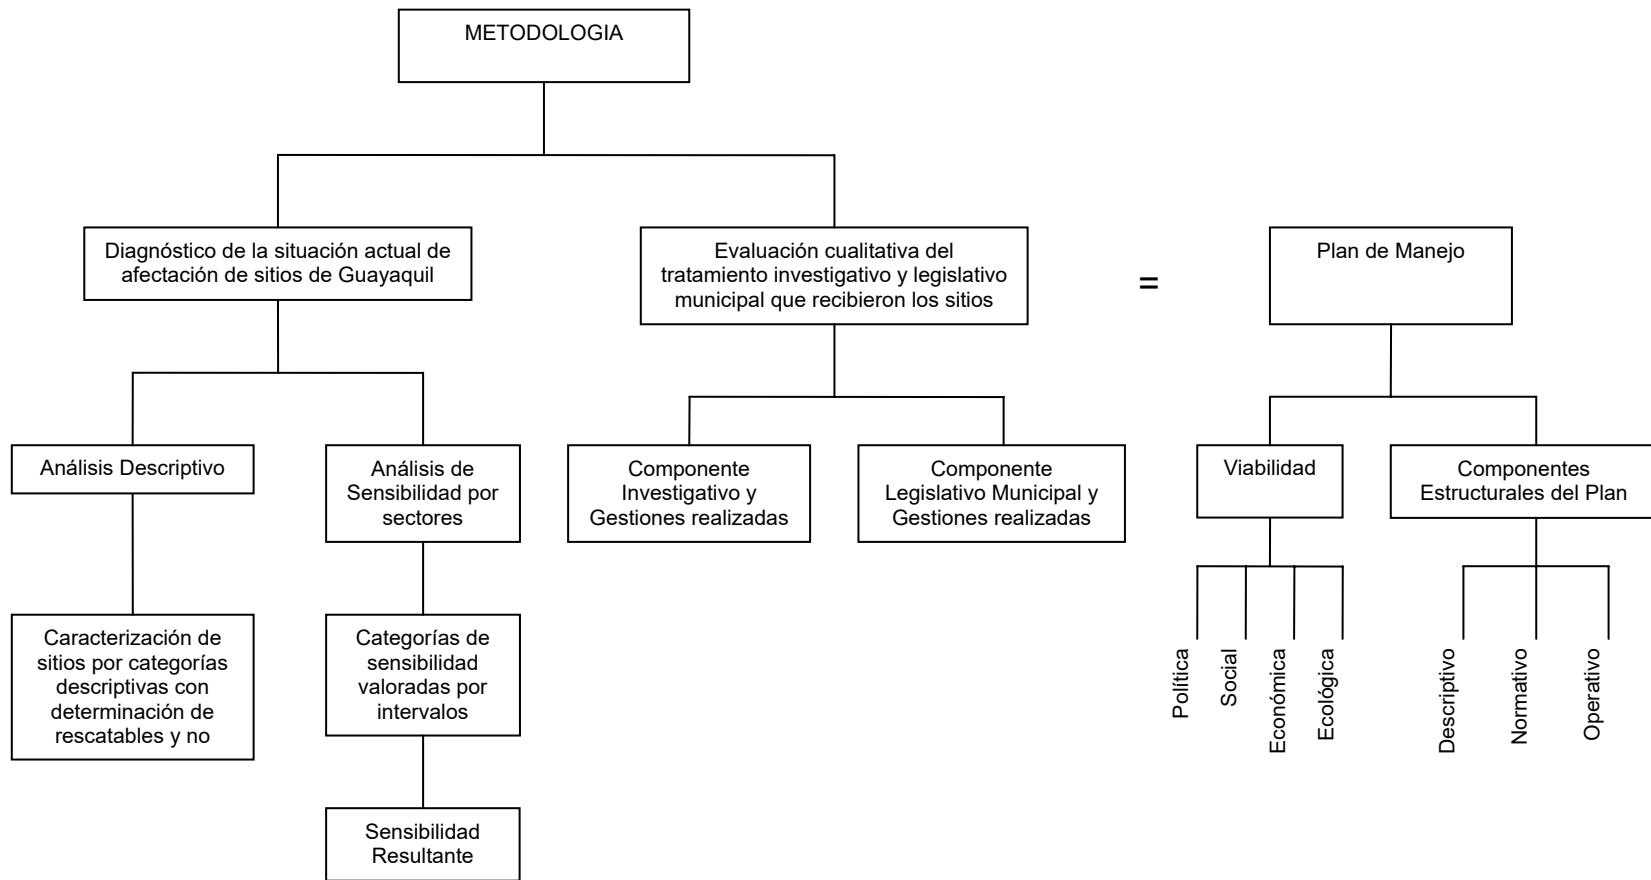 METODOLOGIA
Diagnóstico de la situación actual de
afectación de sitios de Guayaquil
Evaluación cualitativa del
tratamiento investigativo y legislativo
municipal que recibieron los sitios
=
Plan de Manejo
Análisis Descriptivo
Análisis de
Sensibilidad por
sectores
Componente
Investigativo y
Gestiones realizadas
Componente
Legislativo Municipal y
Gestiones realizadas
Viabilidad
Componentes
Estructurales del Plan
Caracterización de
sitios por categorías
descriptivas con
determinación de
rescatables y no
Categorías de
sensibilidad
valoradas por
intervalos
Política
Social
Económica
Ecológica
Descriptivo
Normativo
Operativo
Sensibilidad
Resultante